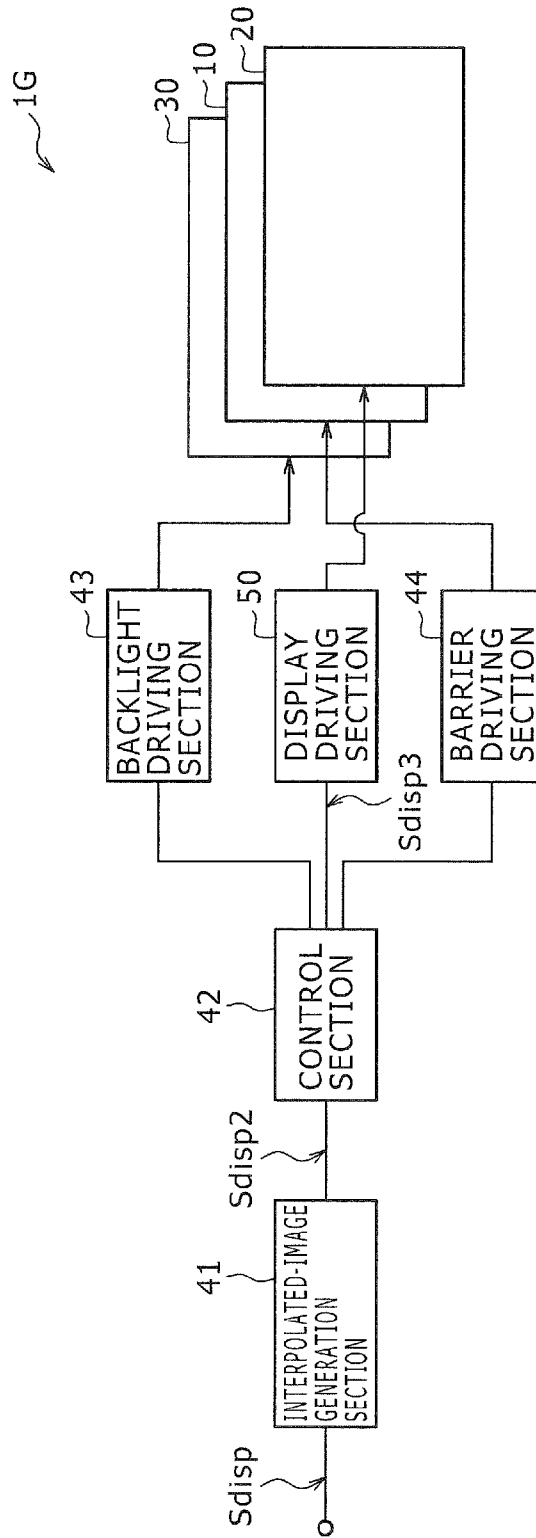 1G
30
10
20
43
BACKLIGHT
DRIVING
SECTION
50
DISPLAY
DRIVING
SECTION
44
BARRIER
DRIVING
SECTION
Sdisp3
42
CONTROL
SECTION
Sdisp2
41
INTERPOLATED-IMAGE
GENERATION
SECTION
Sdisp